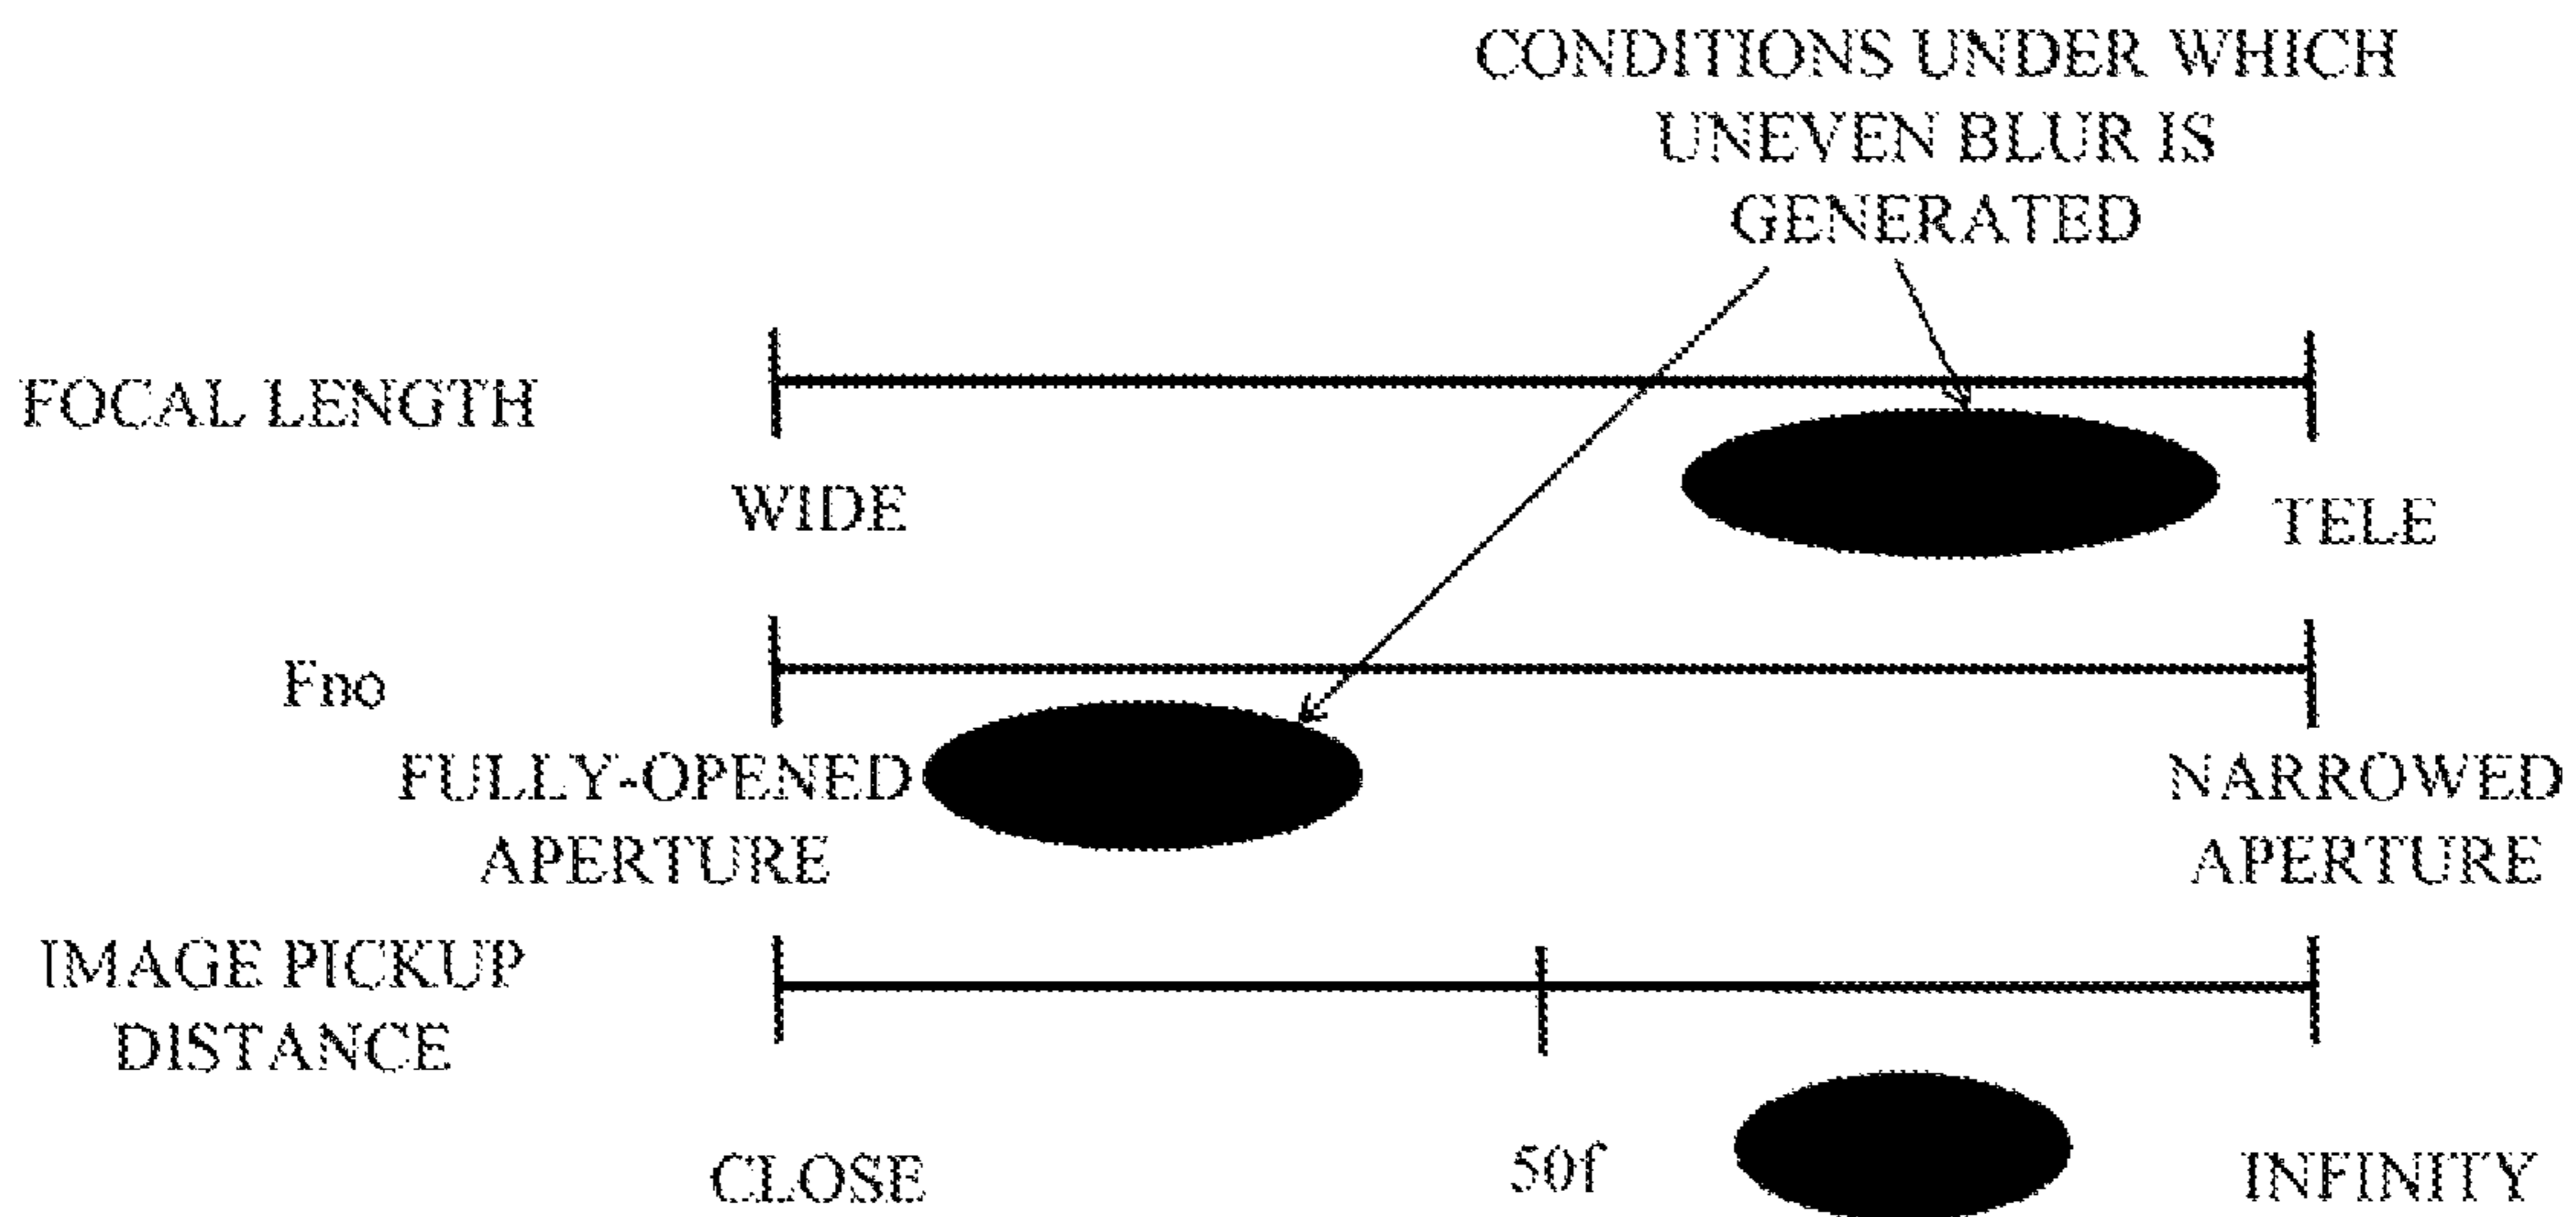 CONDITIONS UNDER WHICH
UNEVEN BLUR IS
GENERATED
FOCAL LENGTH
WIDE
TELE
Fno
FULLY-OPENED
APERTURE
NARROWED
APERTURE
IMAGE PICKUP
DISTANCE
CLOSE
50f
INFINITY